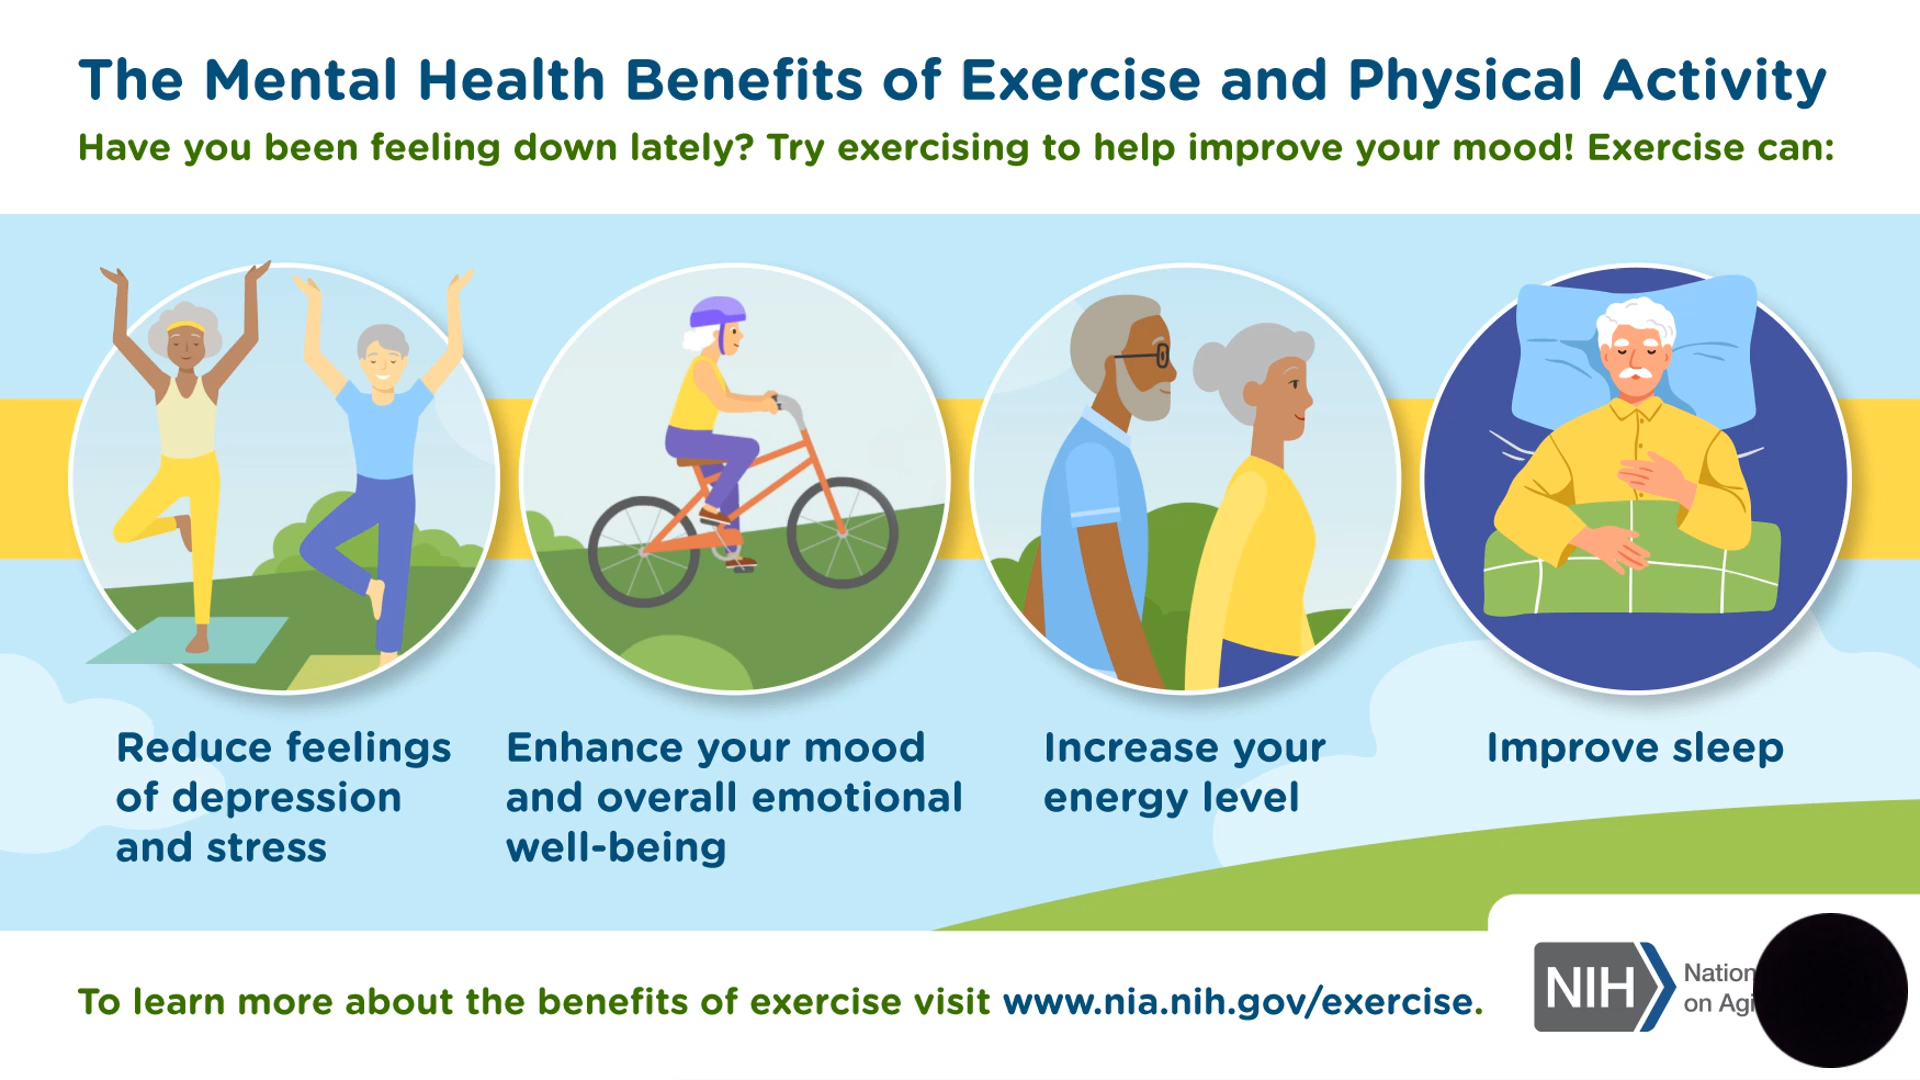 The Mental Health Benefits of Exercise and Physical Activity
Have you been feeling down lately? Try exercising to help improve your mood! Exercise can:
Reduce feelings
of depression
and stress
Enhance your mood
and overall emotional
well-being
Increase your
energy level
Improve sleep
To learn more about the benefits of exercise visit www.nia.nih.gov/exercise.
NIH
on